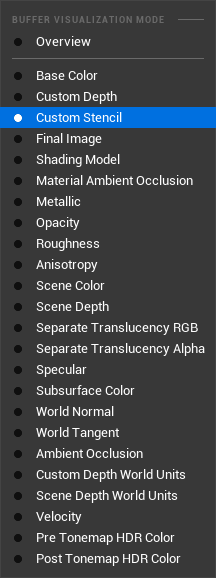 BUFFER VISUALIZATION MODE
Overview
Base Color
Custom Depth
Custom Stencil
Final Image
Shading Model
Material Ambient Occlusion
Metallic
Opacity
Roughness
Anisotropy
Scene Color
Scene Depth
Separate Translucency RGB
Separate Translucency Alpha
Specular
Subsurface Color
World Normal
World Tangent
Ambient Occlusion
Custom Depth World Units
Scene Depth World Units
Velocity
Pre Tonemap HDR Color
Post Tonemap HDR Color